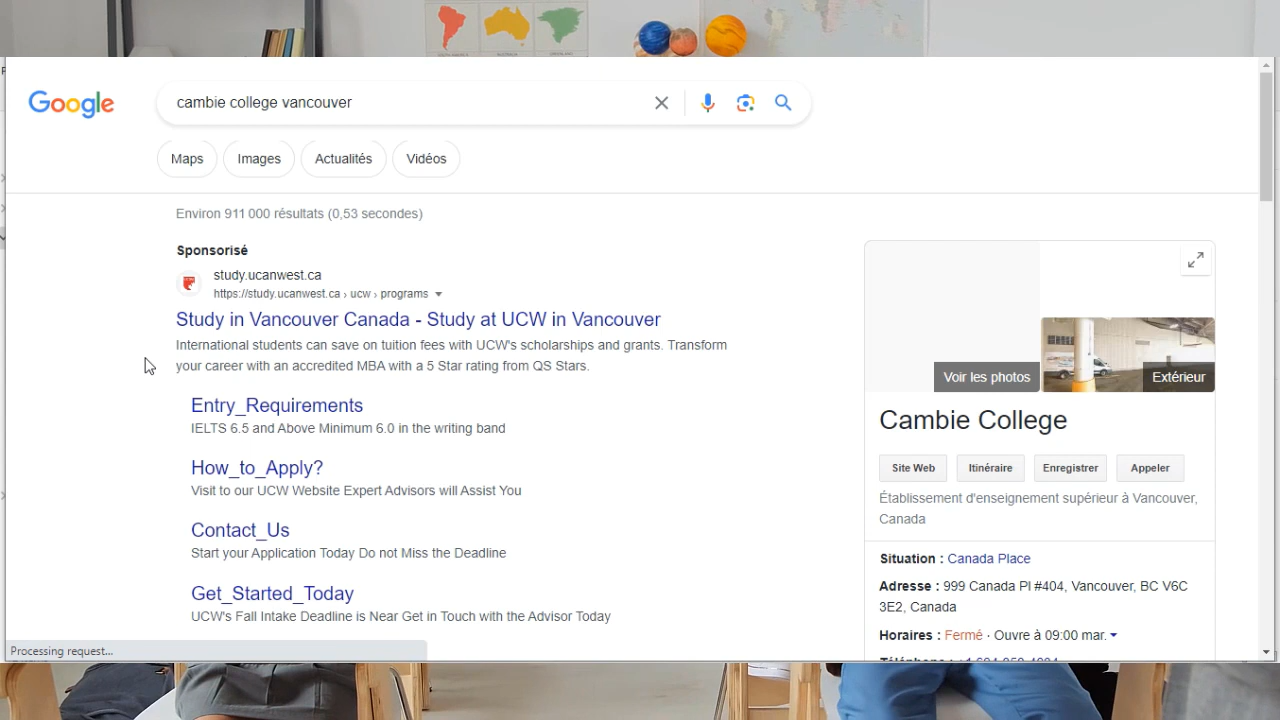 SOUTH AMERICA
AUSTRALIA
GREENLAND
Google
cambie college vancouver
Maps
Images
Actualités
Vidéos
Environ 911 000 résultats (0,53 secondes)
Sponsorisé
study.ucanwest.ca
https://study.ucanwest.ca › ucw › programs
Study in Vancouver Canada - Study at UCW in Vancouver
International students can save on tuition fees with UCW's scholarships and grants. Transform
your career with an accredited MBA with a 5 Star rating from QS Stars.
Entry_Requirements
IELTS 6.5 and Above Minimum 6.0 in the writing band
How_to_Apply?
Visit to our UCW Website Expert Advisors will Assist You
Contact_Us
Start your Application Today Do not Miss the Deadline
Get_Started_Today
UCW's Fall Intake Deadline is Near Get in Touch with the Advisor Today
Processing request...
Voir les photos
Extérieur
Cambie College
Site Web
Itinéraire
Enregistrer
Appeler
Établissement d'enseignement supérieur à Vancouver,
Canada
Situation : Canada Place
Adresse : 999 Canada Pl #404, Vancouver, BC V6C
3E2, Canada
Horaires : Fermé · Ouvre à 09:00 mar.